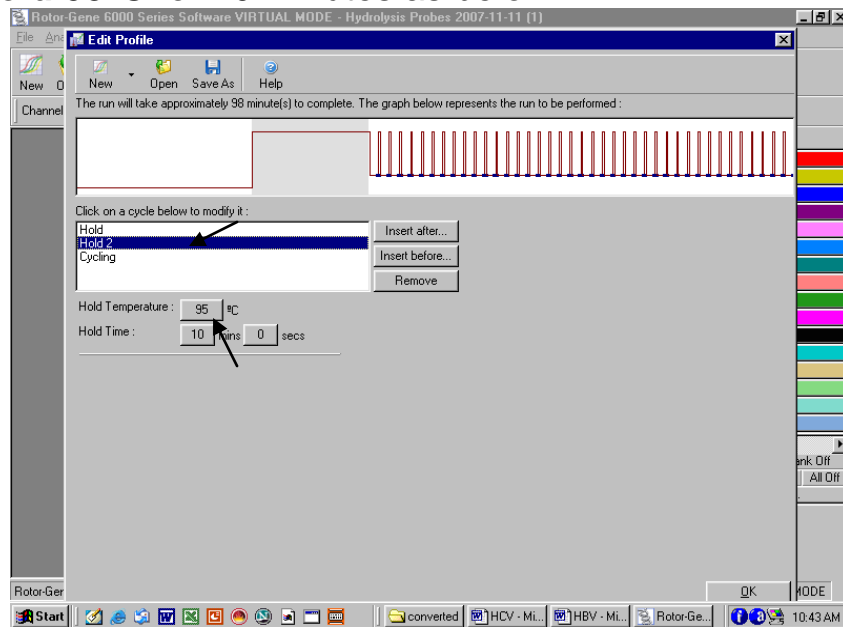 Rotor-Gene 6000 Series Software VIRTUAL MODE - Hydrolysis Probes 2007-11-11 (1)
File Ana
Edit Profile
New Open Save As Help
New O
The run will take approximately 98 minute(s) to complete. The graph below represents the run to be performed :
Channel
Click on a cycle below to modify it :
Hold
Insert after...
Hold 2
Cycling
Insert before...
Remove
Hold Temperature : 95 ºC
Hold Time : 10 mins 0 secs
ank Off
All Off
OK
Rotor-Ger
MODE
Start
converted
HCV - Mi...
HBV - Mi...
Rotor-Ge...
10:43 AM